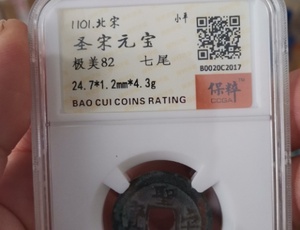 1101.北宋 小平
圣宋元宝
极美82 七尾
24.7*1.2mm*4.3g
B0020C2017
保粹
BAO CUI COINS RATING
聖